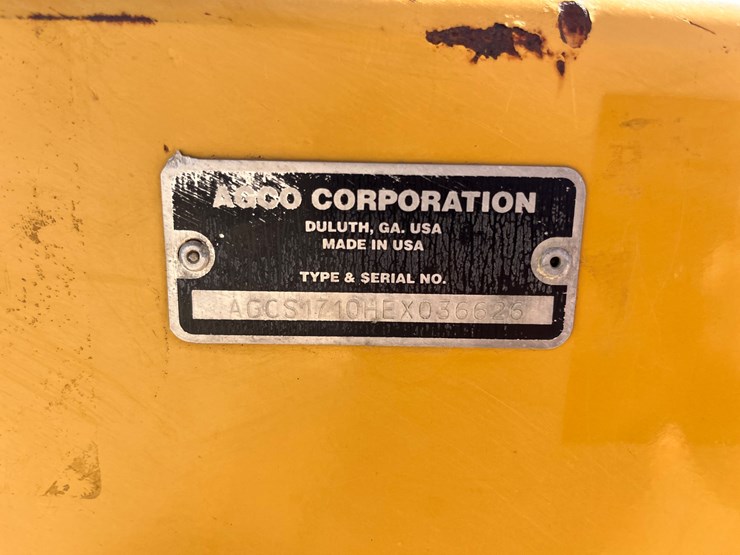 AGCO CORPORATION
DULUTH, GA. USA
MADE IN USA
TYPE & SERIAL NO.
AGCS1710HEX036626